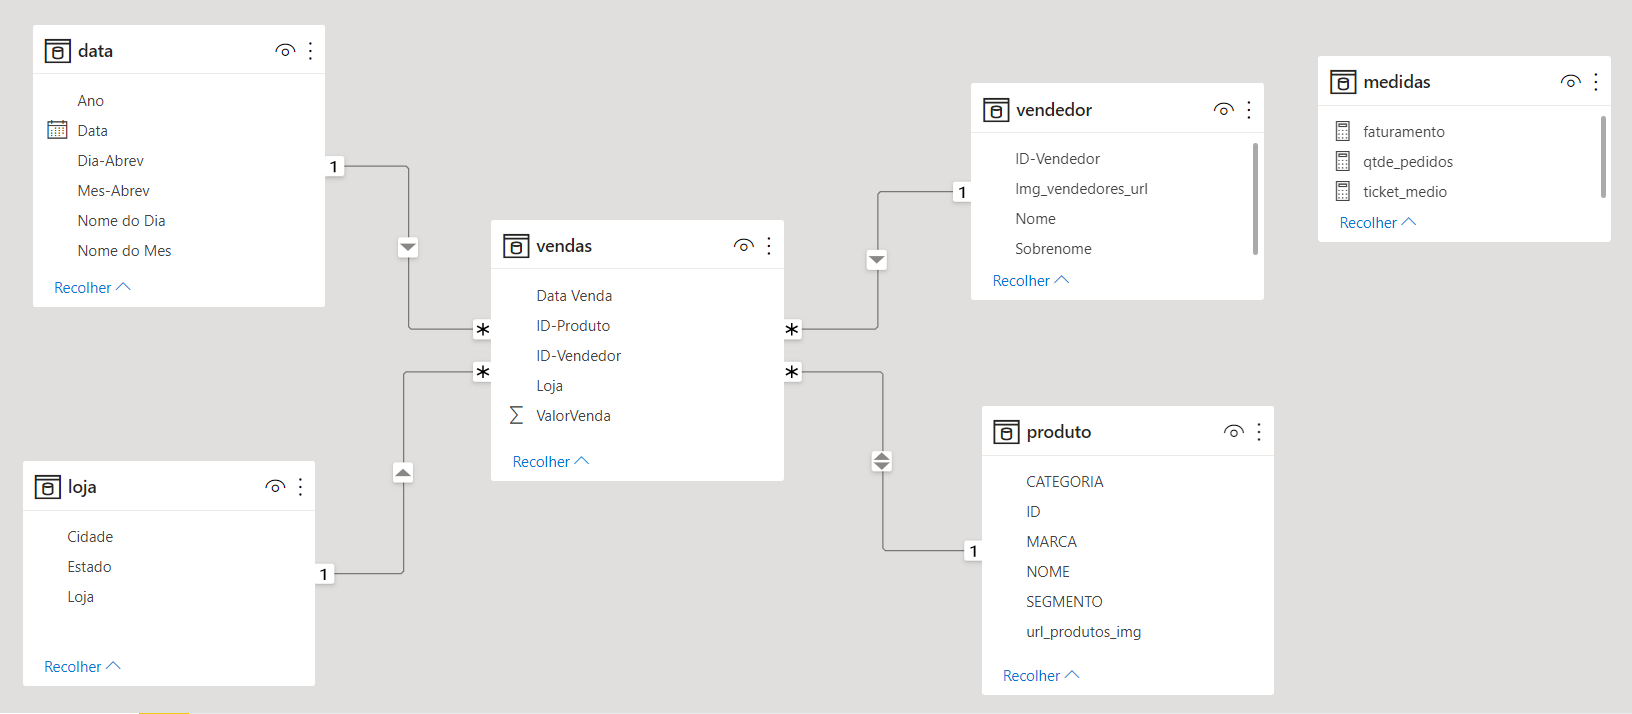 data
Ano
Data
Dia-Abrev
Mes-Abrev
Nome do Dia
Nome do Mes
Recolher
1
*
vendas
Data Venda
ID-Produto
ID-Vendedor
Loja
ValorVenda
Recolher
*
*
*
loja
Cidade
Estado
Loja
Recolher
1
vendedor
ID-Vendedor
Img_vendedores_url
Nome
Sobrenome
Recolher
1
produto
CATEGORIA
ID
MARCA
NOME
SEGMENTO
url_produtos_img
Recolher
1
medidas
faturamento
qtde_pedidos
ticket_medio
Recolher